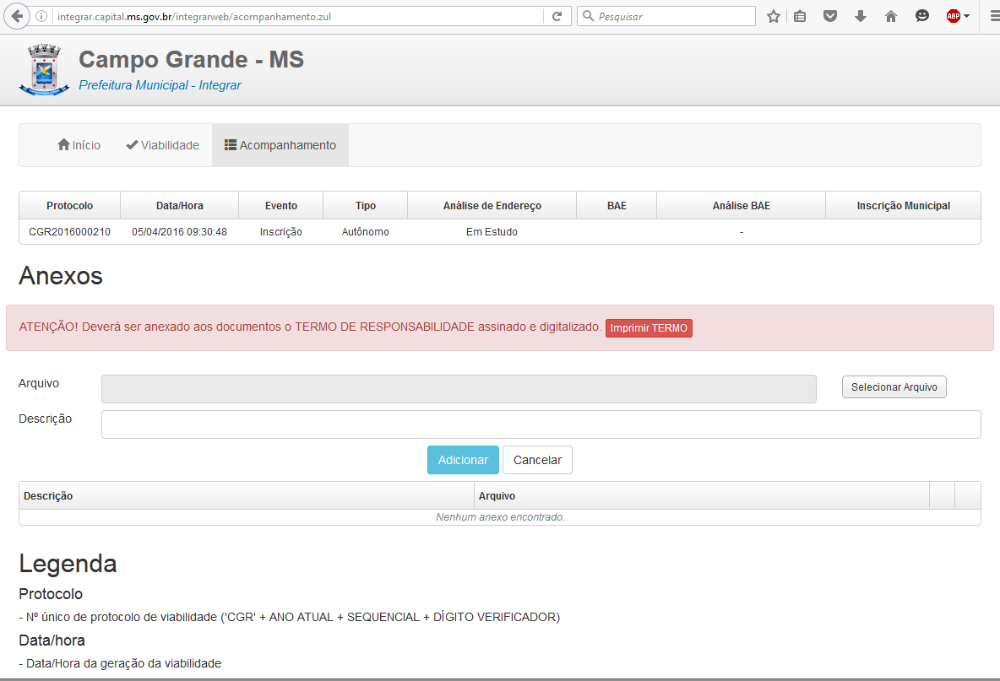 integrar.capital.ms.gov.br/integrarweb/acompanhamento.zul
Pesquisar
ABP
Campo Grande - MS
Prefeitura Municipal - Integrar
Início Viabilidade Acompanhamento
Protocolo Data/Hora Evento Tipo Análise de Endereço BAE Análise BAE Inscrição Municipal
CGR2016000210 05/04/2016 09:30:48 Inscrição Autônomo Em Estudo -
Anexos
ATENÇÃO! Deverá ser anexado aos documentos o TERMO DE RESPONSABILIDADE assinado e digitalizado. Imprimir TERMO
Arquivo Selecionar Arquivo
Descrição
Adicionar Cancelar
Descrição Arquivo
Nenhum anexo encontrado.
Legenda
Protocolo
- Nº único de protocolo de viabilidade ('CGR' + ANO ATUAL + SEQUENCIAL + DÍGITO VERIFICADOR)
Data/hora
- Data/Hora da geração da viabilidade